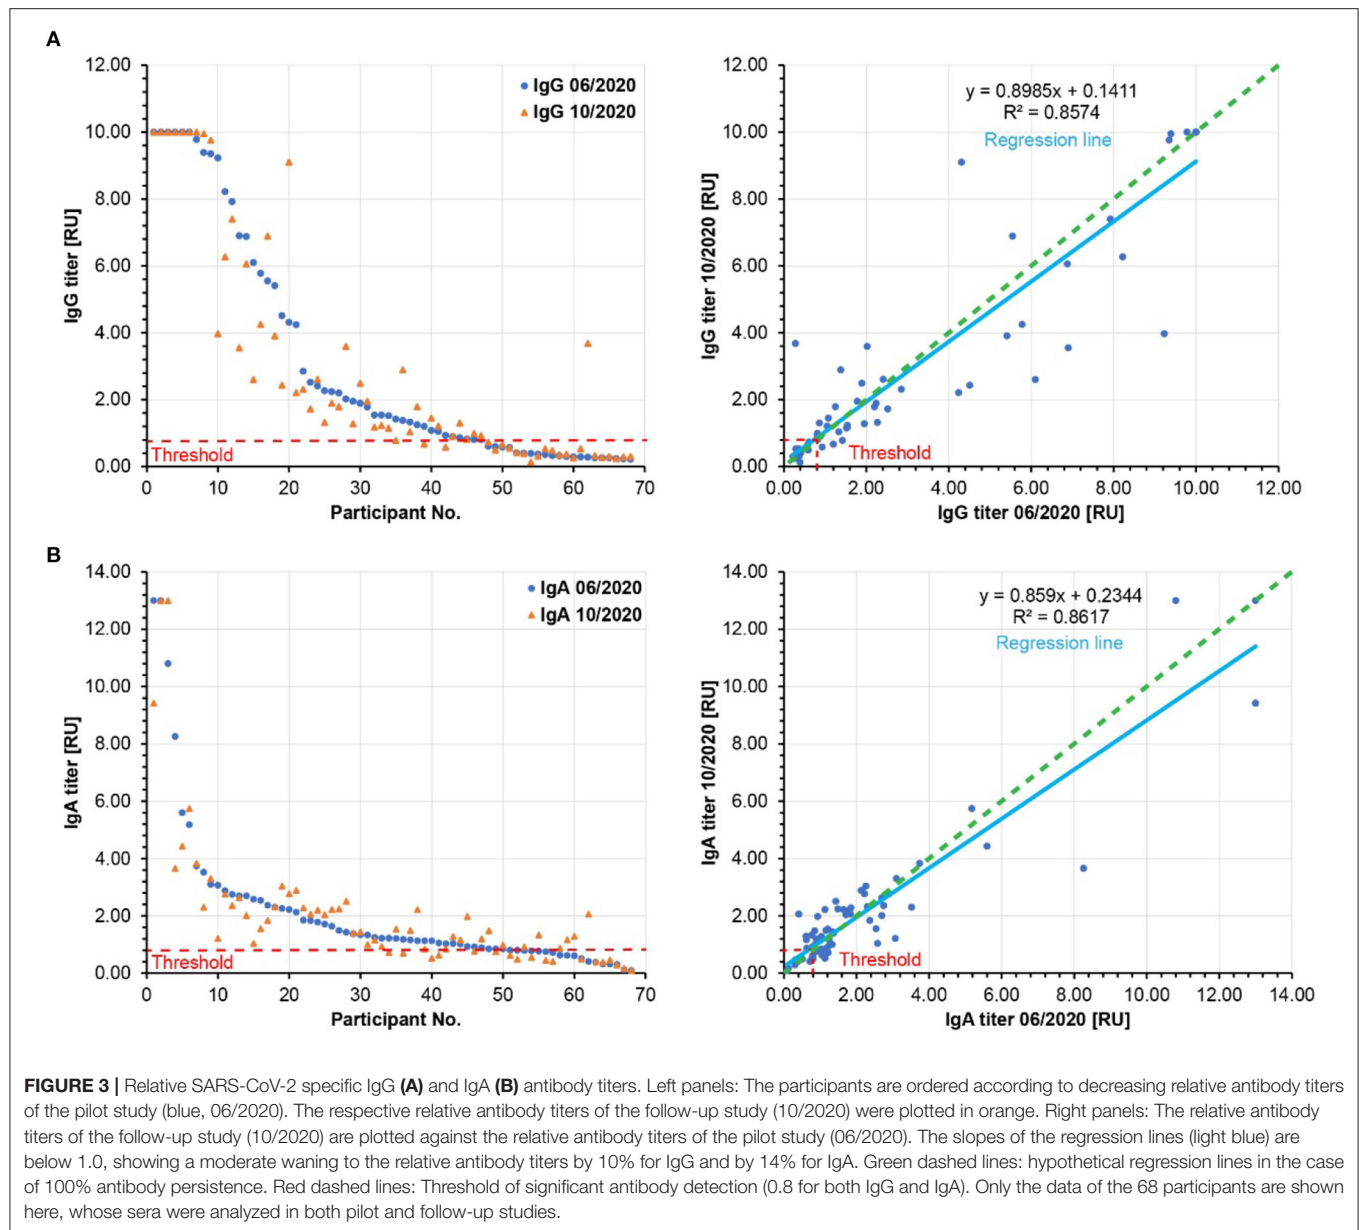 A
12.00
10.00
8.00
6.00
4.00
2.00
0.00
IgG titer [RU]
IgG 06/2020
IgG 10/2020
Threshold
0 10 20 30 40 50 60 70
Participant No.
12.00
10.00
8.00
6.00
4.00
2.00
0.00
IgG titer 10/2020 [RU]
y = 0.8985x + 0.1411
R² = 0.8574
Regression line
Threshold
0.00 2.00 4.00 6.00 8.00 10.00 12.00
IgG titer 06/2020 [RU]
B
14.00
12.00
10.00
8.00
6.00
4.00
2.00
0.00
IgA titer [RU]
IgA 06/2020
IgA 10/2020
Threshold
0 10 20 30 40 50 60 70
Participant No.
14.00
12.00
10.00
8.00
6.00
4.00
2.00
0.00
IgA titer 10/2020 [RU]
y = 0.859x + 0.2344
R² = 0.8617
Regression line
Threshold
0.00 2.00 4.00 6.00 8.00 10.00 12.00 14.00
IgA titer 06/2020 [RU]
FIGURE 3 | Relative SARS-CoV-2 specific IgG (A) and IgA (B) antibody titers. Left panels: The participants are ordered according to decreasing relative antibody titers
of the pilot study (blue, 06/2020). The respective relative antibody titers of the follow-up study (10/2020) were plotted in orange. Right panels: The relative antibody
titers of the follow-up study (10/2020) are plotted against the relative antibody titers of the pilot study (06/2020). The slopes of the regression lines (light blue) are
below 1.0, showing a moderate waning to the relative antibody titers by 10% for IgG and by 14% for IgA. Green dashed lines: hypothetical regression lines in the case
of 100% antibody persistence. Red dashed lines: Threshold of significant antibody detection (0.8 for both IgG and IgA). Only the data of the 68 participants are shown
here, whose sera were analyzed in both pilot and follow-up studies.